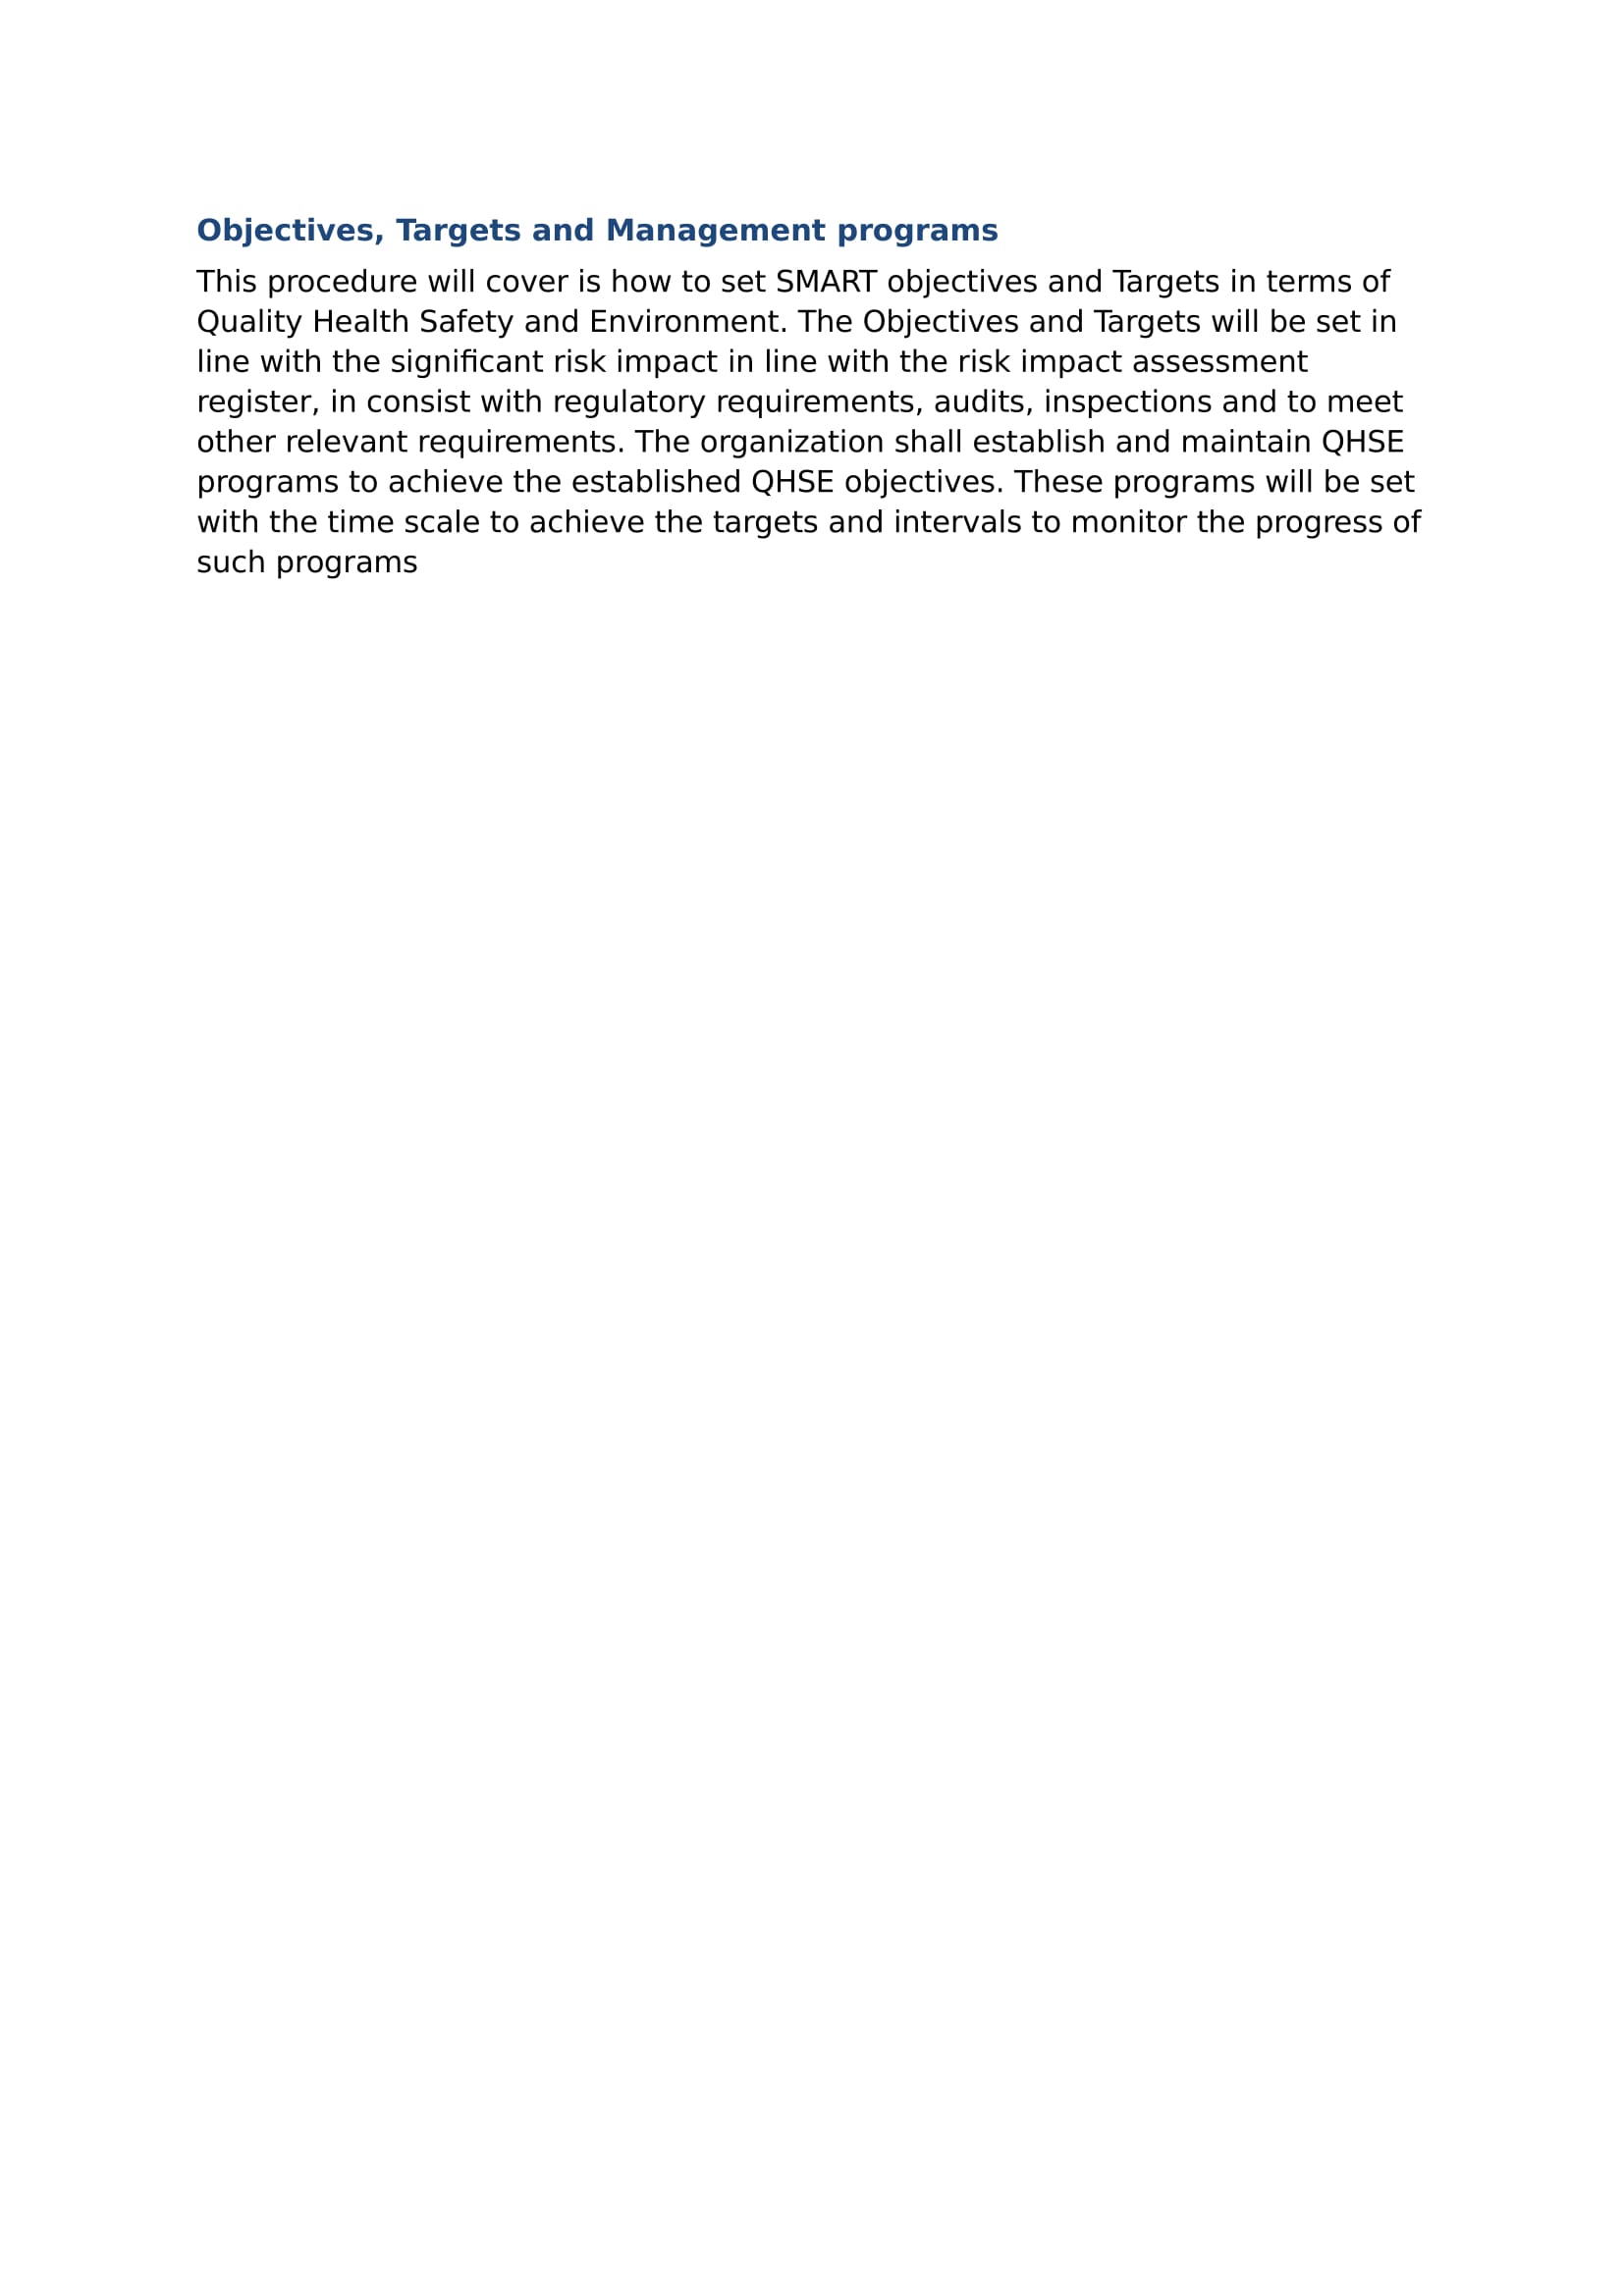 Objectives, Targets and Management programs
This procedure will cover is how to set SMART objectives and Targets in terms of
Quality Health Safety and Environment. The Objectives and Targets will be set in
line with the significant risk impact in line with the risk impact assessment
register, in consist with regulatory requirements, audits, inspections and to meet
other relevant requirements. The organization shall establish and maintain QHSE
programs to achieve the established QHSE objectives. These programs will be set
with the time scale to achieve the targets and intervals to monitor the progress of
such programs